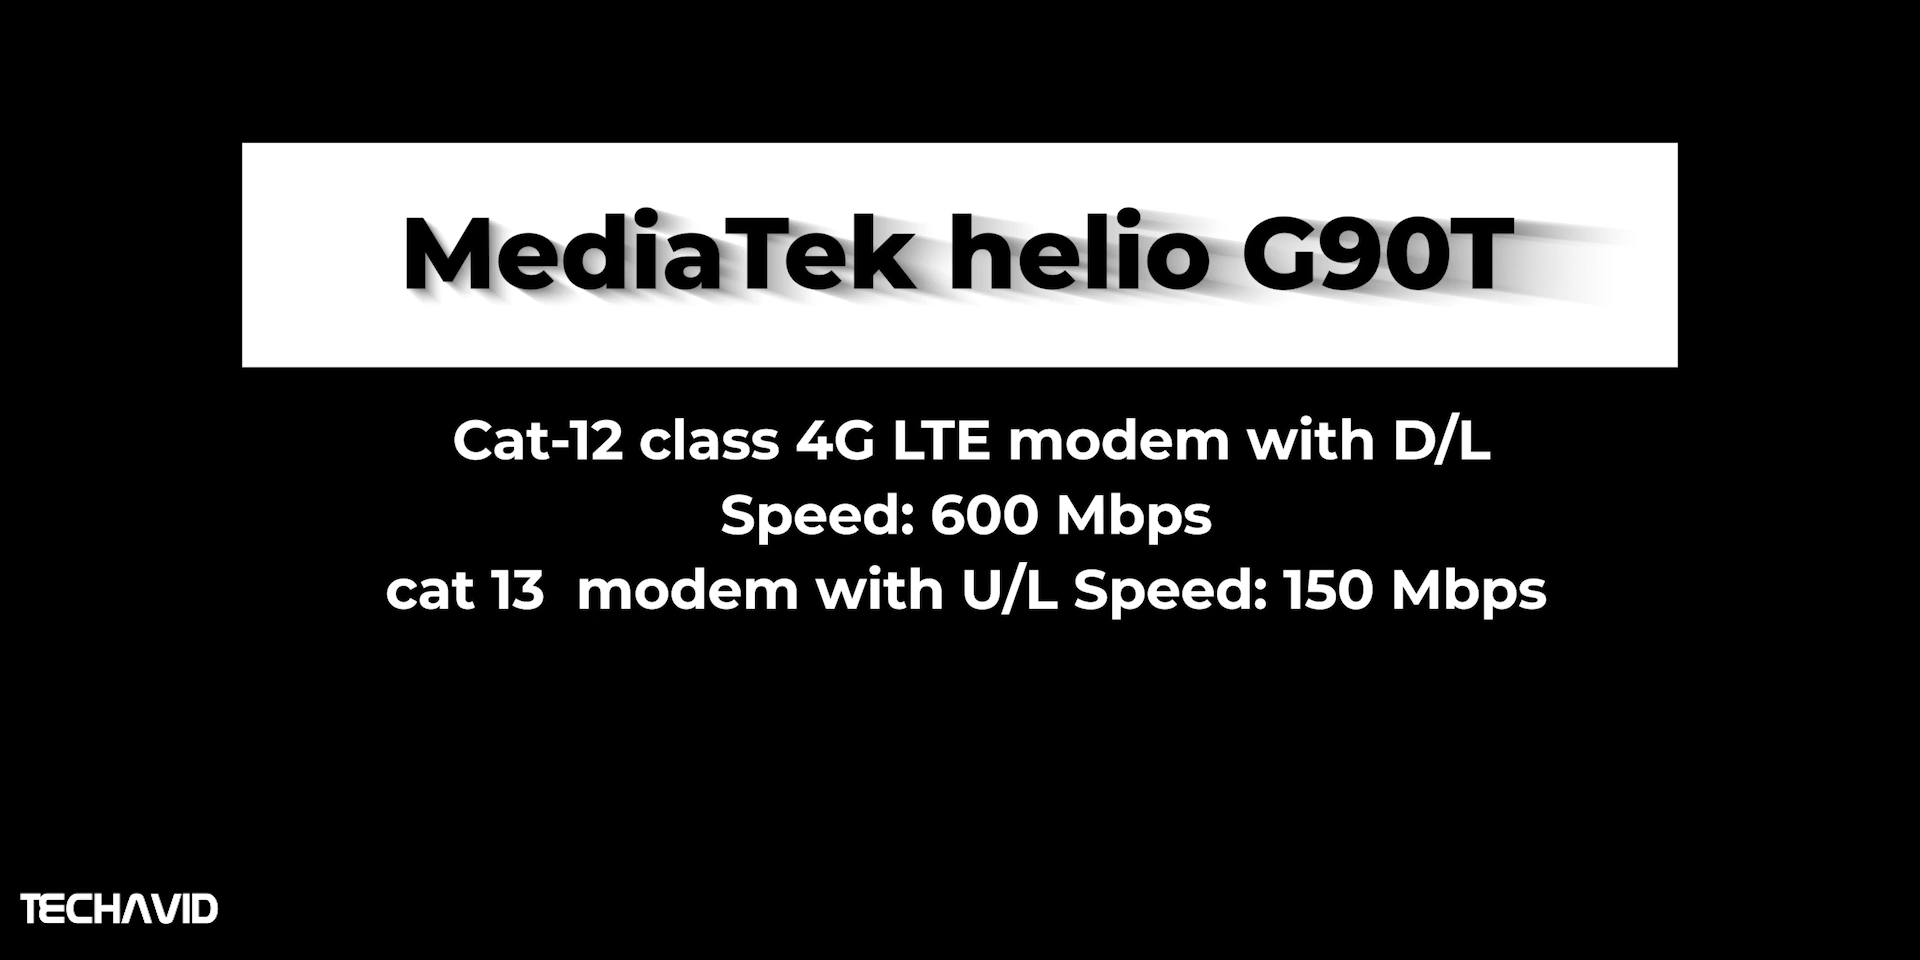 MediaTek helio G90T
Cat-12 class 4G LTE modem with D/L
Speed: 600 Mbps
cat 13  modem with U/L Speed: 150 Mbps
TECHAVID